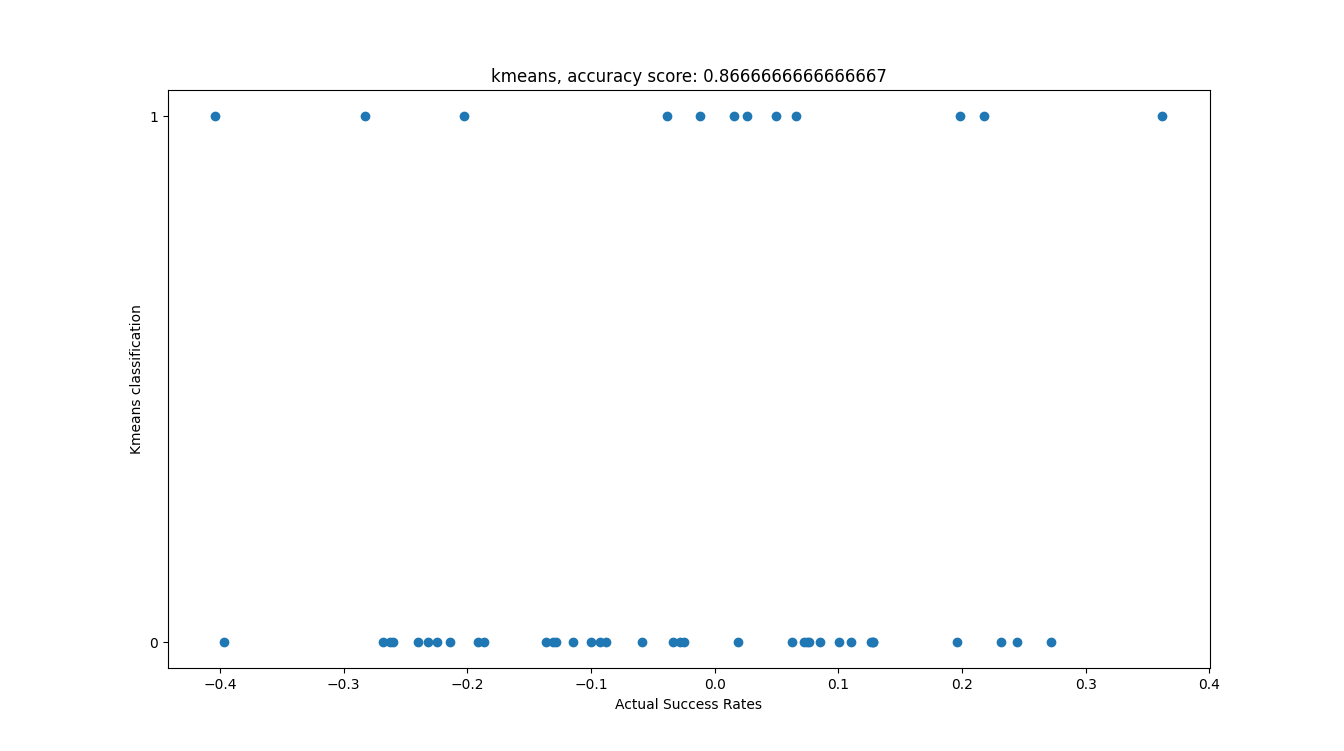 kmeans, accuracy score: 0.8666666666666667
1
Kmeans classification
0
−0.4 −0.3 −0.2 −0.1 0.0 0.1 0.2 0.3 0.4
Actual Success Rates